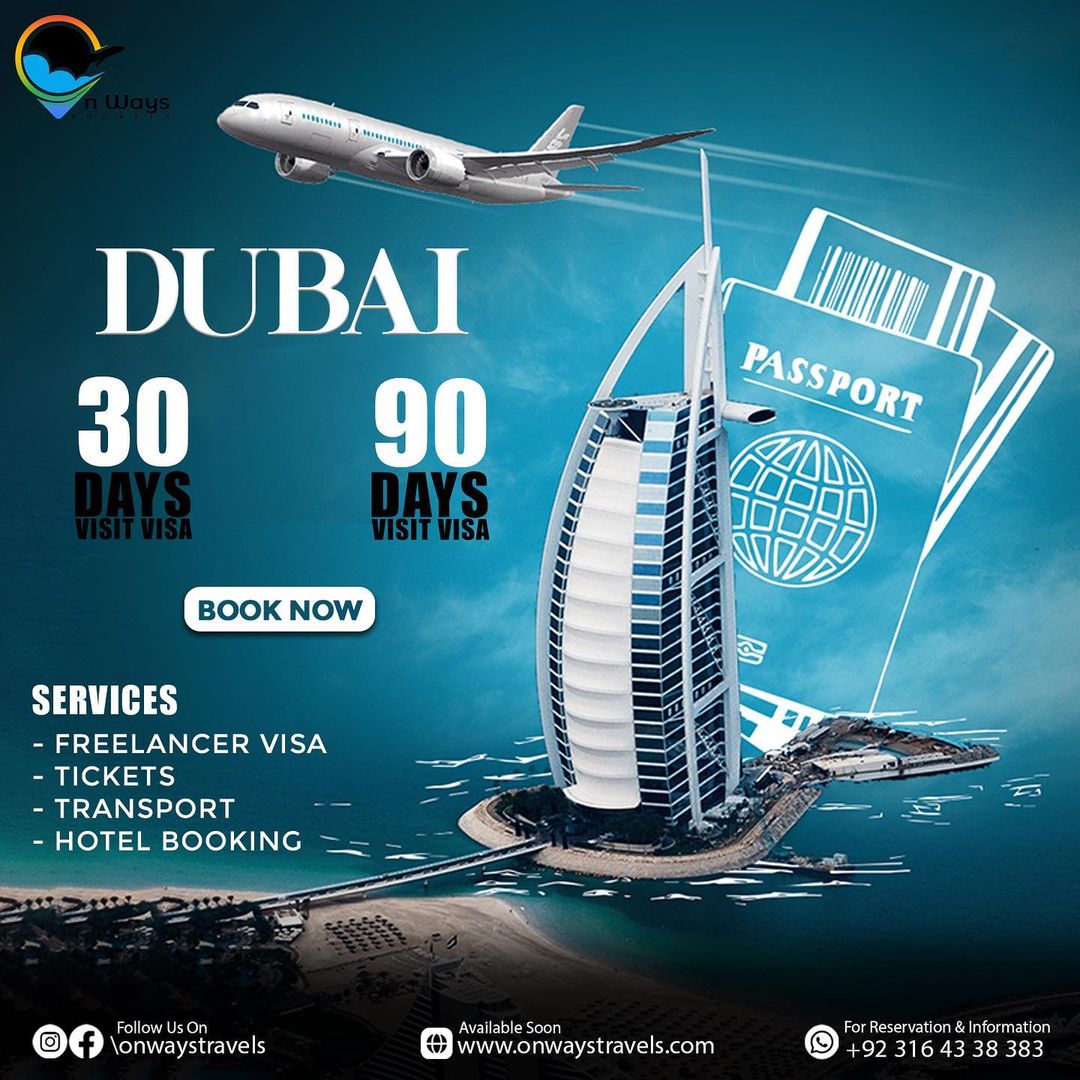 n Ways
TRAVELS
DUBAI
30
DAYS
VISIT VISA
90
DAYS
VISIT VISA
PASSPORT
BOOK NOW
SERVICES
- FREELANCER VISA
- TICKETS
- TRANSPORT
- HOTEL BOOKING
Follow Us On
\onwaystravels
Available Soon
www.onwaystravels.com
For Reservation & Information
+92 316 43 38 383